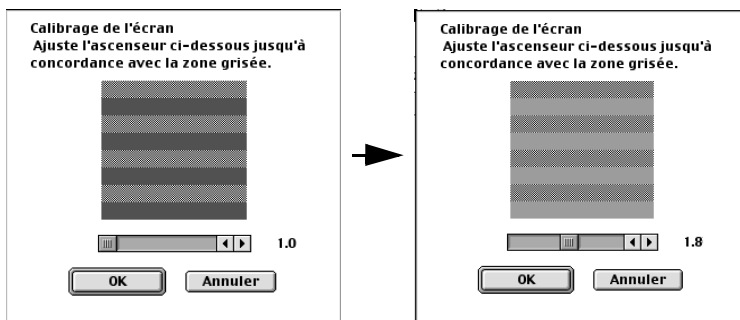 Calibrage de l'écran
Ajuste l'ascenseur ci-dessous jusqu'à
concordance avec la zone grisée.
1.0
OK Annuler
Calibrage de l'écran
Ajuste l'ascenseur ci-dessous jusqu'à
concordance avec la zone grisée.
1.8
OK Annuler